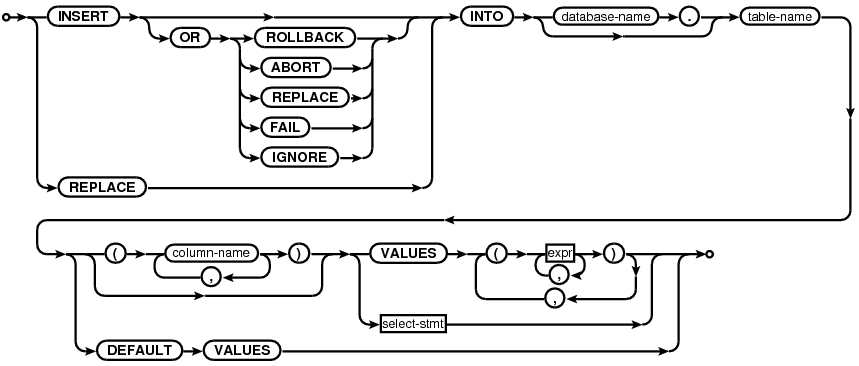 INSERT INTO database-name . table-name
OR ROLLBACK
ABORT
REPLACE
FAIL
IGNORE
REPLACE
( column-name ) VALUES ( expr )
, ,
,
select-stmt
DEFAULT VALUES